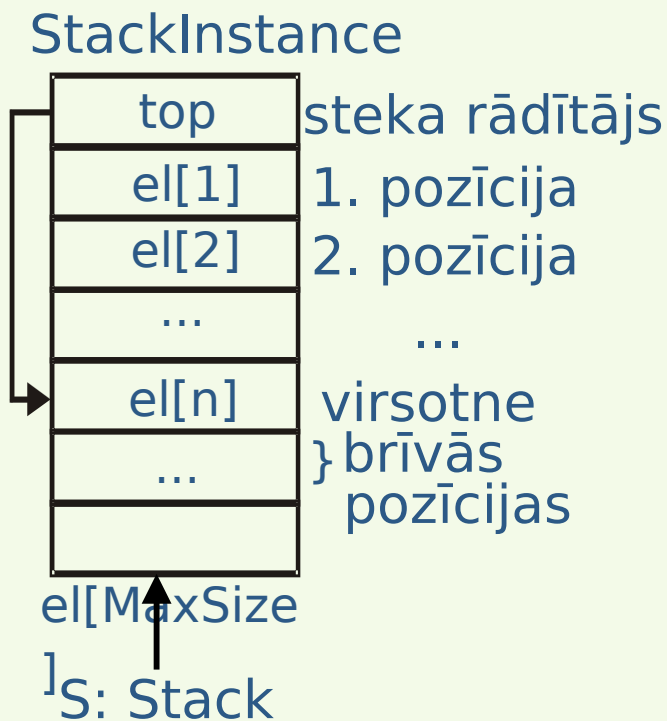 StackInstance
top steka rādītājs
el[1] 1. pozīcija
el[2] 2. pozīcija
... ...
el[n] virsotne
... } brīvās
pozīcijas
el[MaxSize
]
S: Stack